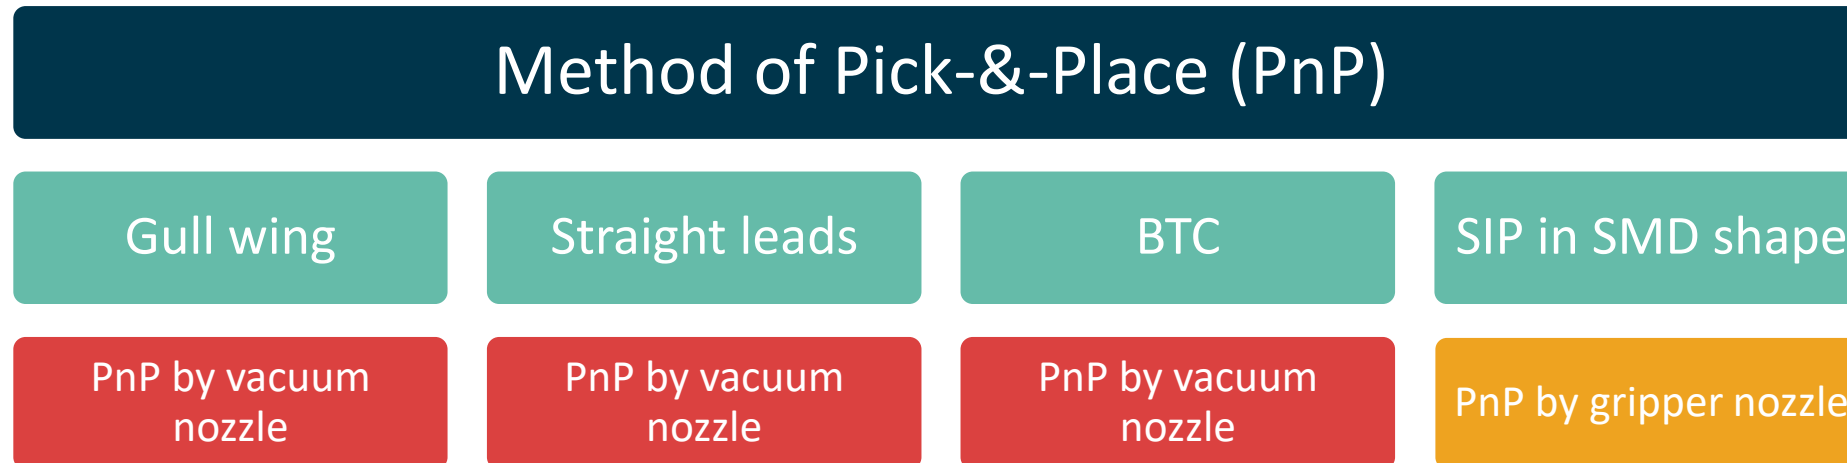 Method of Pick-&-Place (PnP)
Gull wing
Straight leads
BTC
SIP in SMD shape
PnP by vacuum
nozzle
PnP by vacuum
nozzle
PnP by vacuum
nozzle
PnP by gripper nozzle